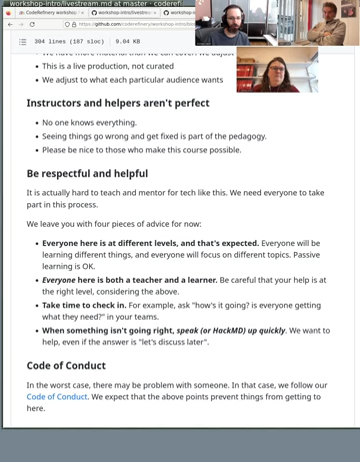 workshop-intro/livestream.md at master · coderefi
CodeRefinery workshop
workshop-intro/livestrea
workshop-int
https://github.com/coderefinery/workshop-intro/blob
304 lines (187 sloc)
9.04 KB
This is a live production, not curated
We adjust to what each particular audience wants
Instructors and helpers aren't perfect
No one knows everything.
Seeing things go wrong and get fixed is part of the pedagogy.
Please be nice to those who make this course possible.
Be respectful and helpful
It is actually hard to teach and mentor for tech like this. We need everyone to take
part in this process.
We leave you with four pieces of advice for now:
Everyone here is at different levels, and that's expected. Everyone will be
learning different things, and everyone will focus on different topics. Passive
learning is OK.
Everyone here is both a teacher and a learner. Be careful that your help is at
the right level, considering the above.
Take time to check in. For example, ask "how's it going? is everyone getting
what they need?" in your teams.
When something isn't going right, speak (or HackMD) up quickly. We want to
help, even if the answer is "let's discuss later".
Code of Conduct
In the worst case, there may be problem with someone. In that case, we follow our
Code of Conduct. We expect that the above points prevent things from getting to
here.